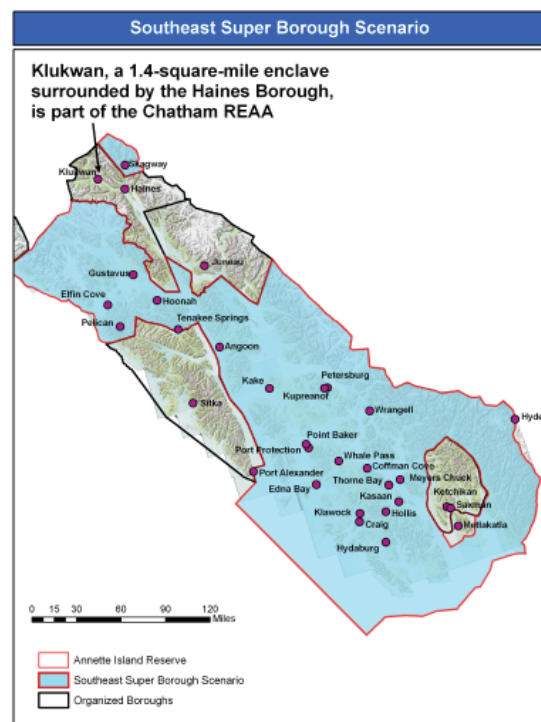 Southeast Super Borough Scenario
Klukwan, a 1.4-square-mile enclave
surrounded by the Haines Borough,
is part of the Chatham REAA
Skagway
Klukwan
Haines
Juneau
Gustavus
Elfin Cove
Hoonah
Pelican
Tenakee Springs
Angoon
Kake
Petersburg
Kupreanof
Sitka
Wrangell
Hyde
Point Baker
Port Protection
Whale Pass
Port Alexander
Coffman Cove
Edna Bay
Thorne Bay
Meyers Chuck
Ketchikan
Kasaan
Saxman
Klawock
Hollis
Craig
Metlakatla
Hydaburg
0 15 30 60 90 120
Miles
Annette Island Reserve
Southeast Super Borough Scenario
Organized Boroughs